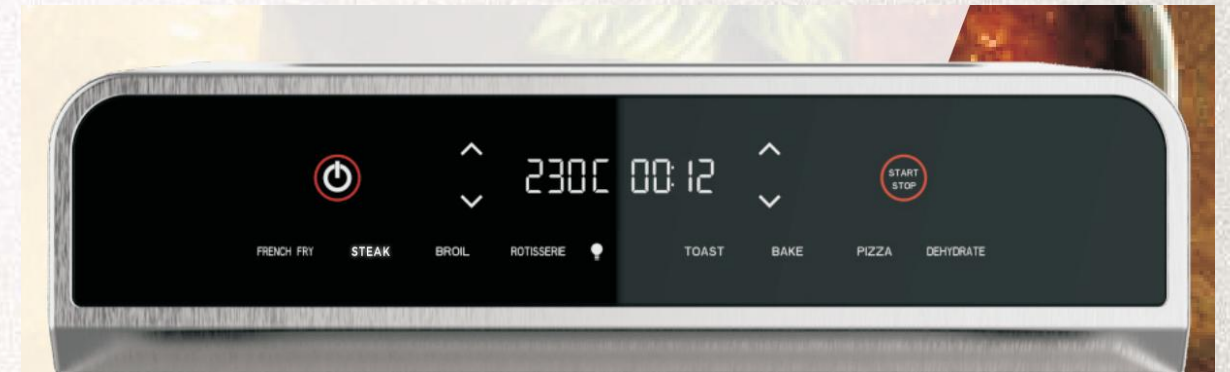 230C 00:12
START
STOP
FRENCH FRY STEAK BROIL ROTISSERIE TOAST BAKE PIZZA DEHYDRATE